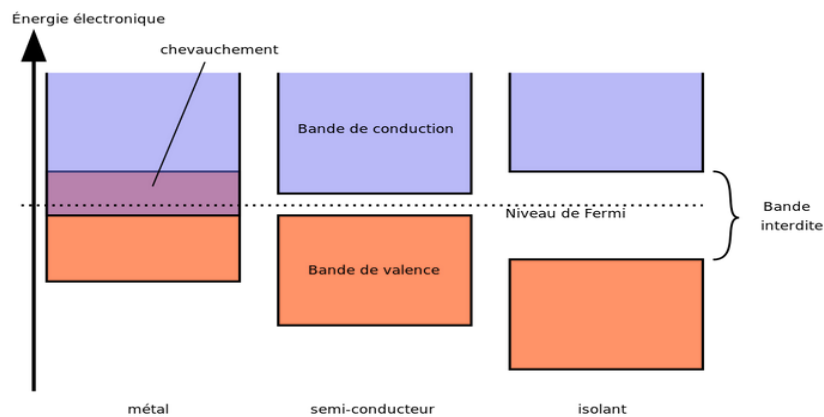 Énergie électronique
chevauchement
Bande de conduction
Niveau de Fermi
Bande
interdite
Bande de valence
métal
semi-conducteur
isolant